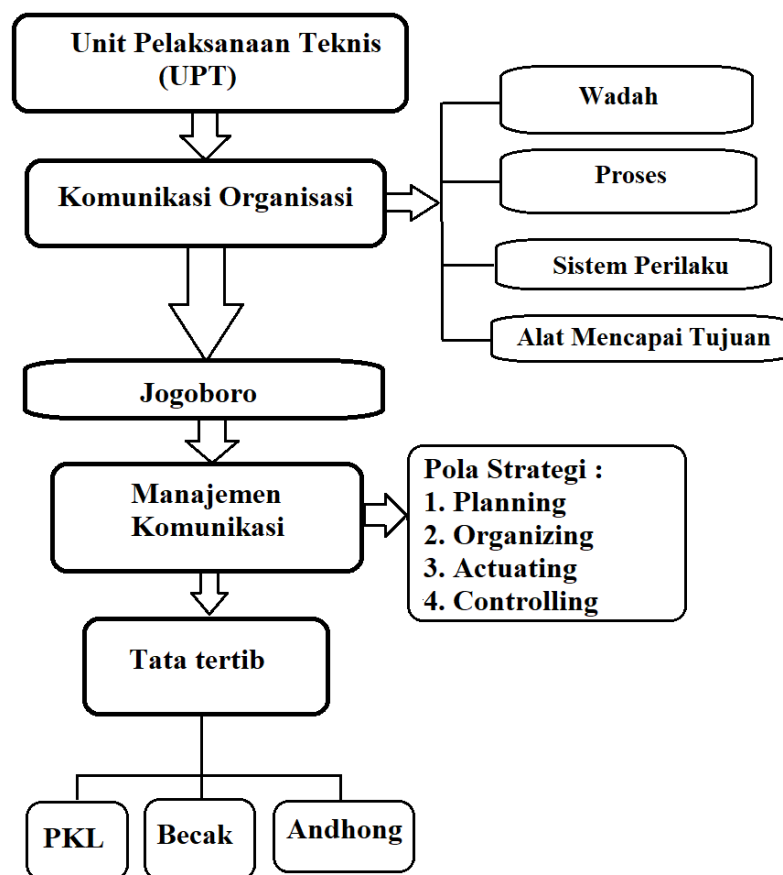 Unit Pelaksanaan Teknis
(UPT)
Wadah
Komunikasi Organisasi
Proses
Sistem Perilaku
Alat Mencapai Tujuan
Jogoboro
Manajemen
Komunikasi
Pola Strategi :
1. Planning
2. Organizing
3. Actuating
4. Controlling
Tata tertib
PKL
Becak
Andhong